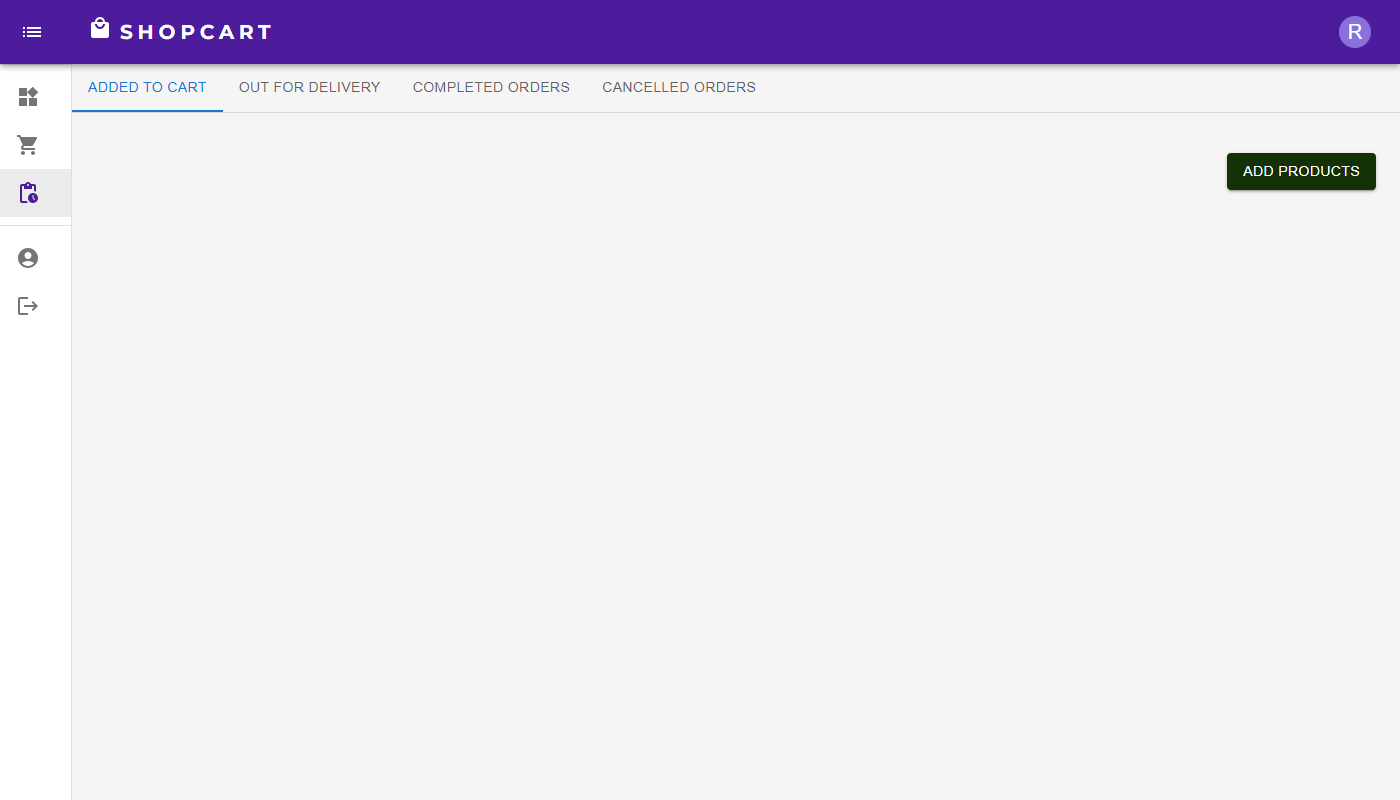 SHOPCART
R
ADDED TO CART
OUT FOR DELIVERY
COMPLETED ORDERS
CANCELLED ORDERS
ADD PRODUCTS